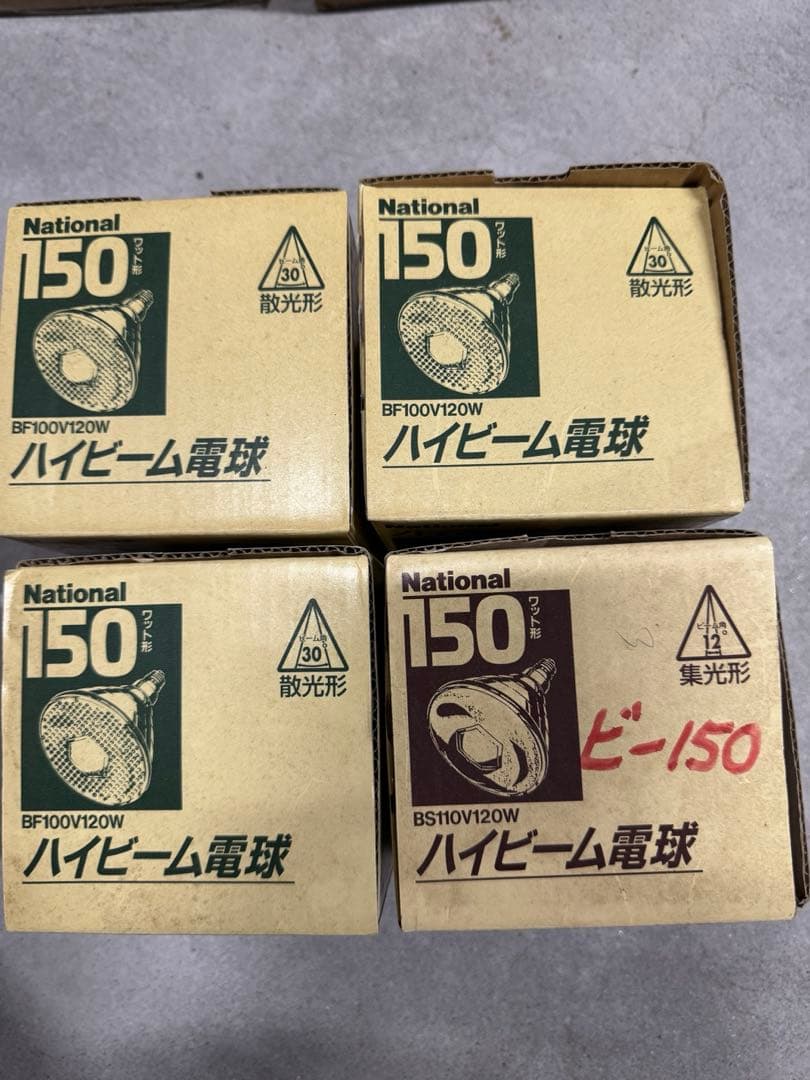 National
150 ワット形
ビーム角
30°
散光形
BF100V120W
ハイビーム電球
National
150 ワット形
ビーム角
30°
散光形
BF100V120W
ハイビーム電球
National
150 ワット形
ビーム角
30°
散光形
BF100V120W
ハイビーム電球
National
150 ワット形
ビーム角
12°
集光形
ビー150
BS110V120W
ハイビーム電球